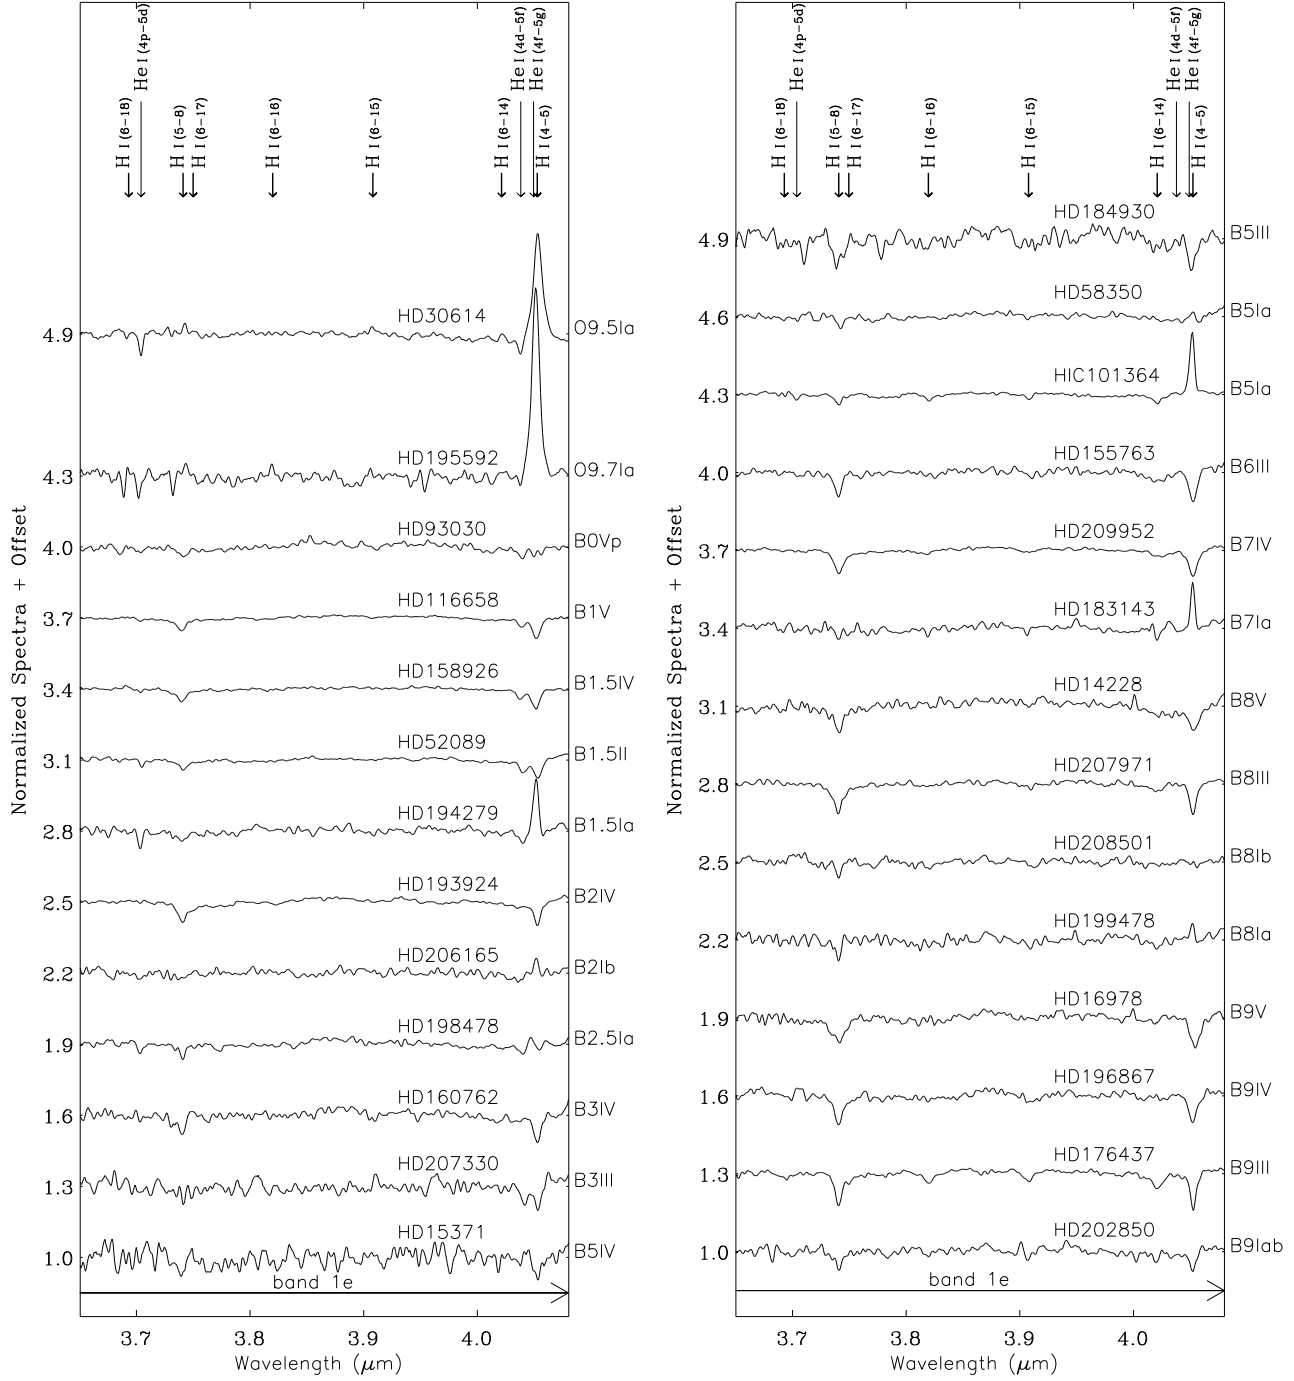 H I (6−18)
He I (4p−5d)
H I (5−8)
H I (6−17)
H I (6−16)
H I (6−15)
H I (6−14)
He I (4d−5f)
He I (4f−5g)
H I (4−5)
4.9 HD30614 O9.5Ia
4.3 HD195592 O9.7Ia
4.0 HD93030 B0Vp
3.7 HD116658 B1V
3.4 HD158926 B1.5IV
3.1 HD52089 B1.5II
2.8 HD194279 B1.5Ia
2.5 HD193924 B2IV
2.2 HD206165 B2Ib
1.9 HD198478 B2.5Ia
1.6 HD160762 B3IV
1.3 HD207330 B3III
1.0 HD15371 B5IV
band 1e
3.7 3.8 3.9 4.0
Wavelength (μm)
Normalized Spectra + Offset
H I (6−18)
He I (4p−5d)
H I (5−8)
H I (6−17)
H I (6−16)
H I (6−15)
H I (6−14)
He I (4d−5f)
He I (4f−5g)
H I (4−5)
4.9 HD184930 B5III
4.6 HD58350 B5Ia
4.3 HIC101364 B5Ia
4.0 HD155763 B6III
3.7 HD209952 B7IV
3.4 HD183143 B7Ia
3.1 HD14228 B8V
2.8 HD207971 B8III
2.5 HD208501 B8Ib
2.2 HD199478 B8Ia
1.9 HD16978 B9V
1.6 HD196867 B9IV
1.3 HD176437 B9III
1.0 HD202850 B9Iab
band 1e
3.7 3.8 3.9 4.0
Wavelength (μm)
Normalized Spectra + Offset